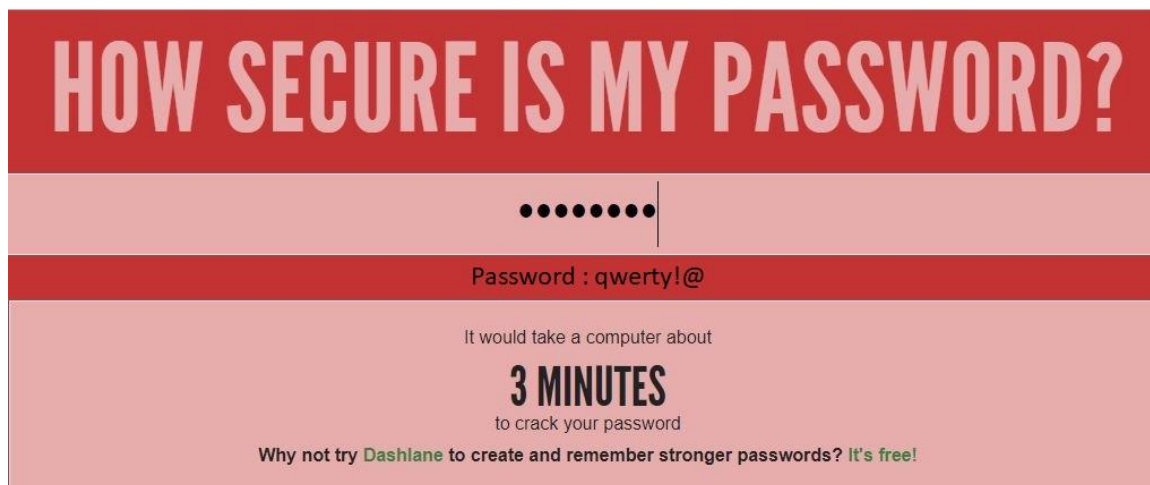 HOW SECURE IS MY PASSWORD?
••••••••
Password : qwerty!@
It would take a computer about
3 MINUTES
to crack your password
Why not try Dashlane to create and remember stronger passwords? It's free!